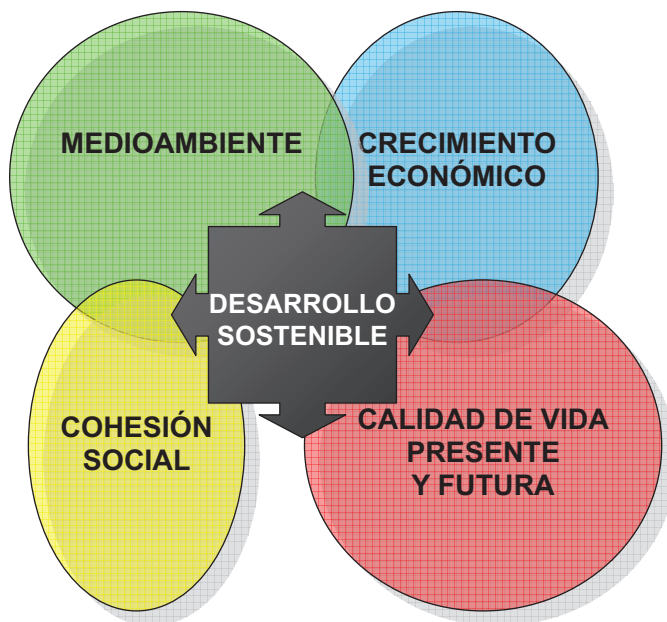 MEDIOAMBIENTE
CRECIMIENTO
ECONÓMICO
DESARROLLO
SOSTENIBLE
COHESIÓN
SOCIAL
CALIDAD DE VIDA
PRESENTE
Y FUTURA